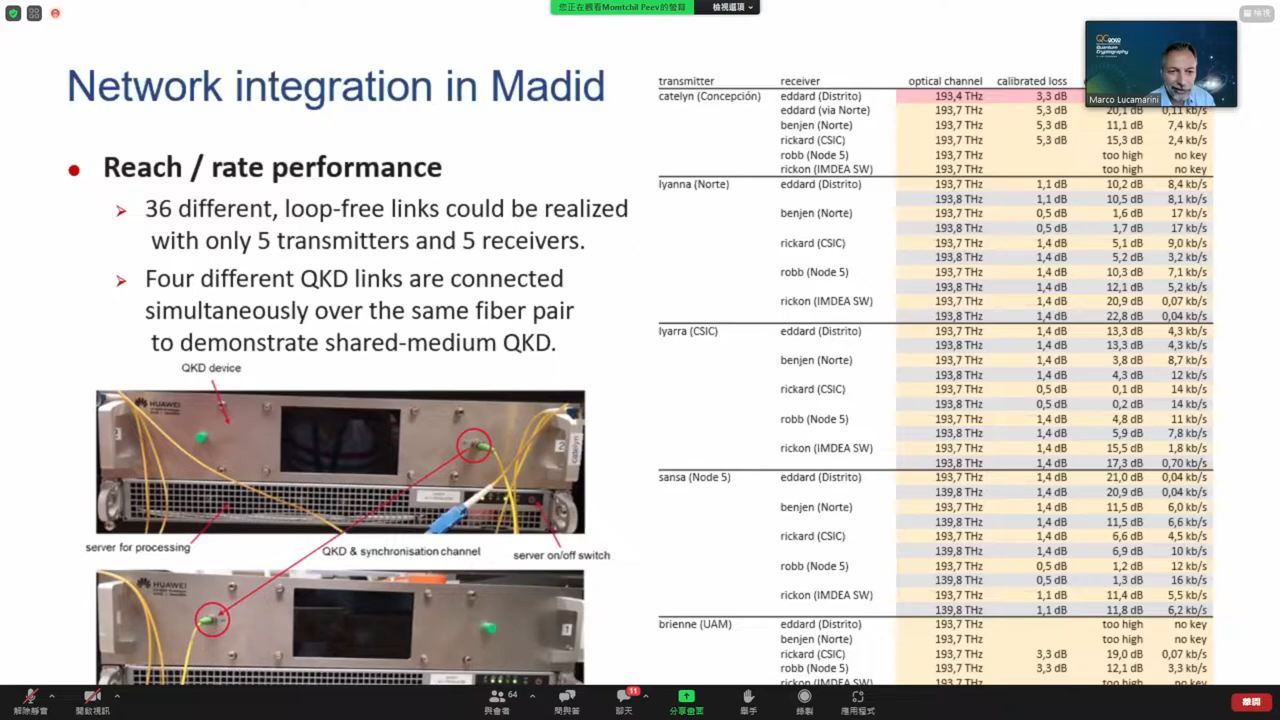 您正在觀看Momtchil Peev的螢幕
檢視選項
檢視
Network integration in Madid
Reach / rate performance
36 different, loop-free links could be realized
with only 5 transmitters and 5 receivers.
Four different QKD links are connected
simultaneously over the same fiber pair
to demonstrate shared-medium QKD.
QKD device
HUAWEI
catelyn
2
server for processing
QKD & synchronisation channel
server on/off switch
HUAWEI
1
transmitter receiver optical channel calibrated loss
catelyn (Concepción) eddard (Distrito) 193,4 THz 3,3 dB
eddard (via Norte) 193,7 THz 5,3 dB 20,1 dB 0,11 kb/s
benjen (Norte) 193,7 THz 5,3 dB 11,1 dB 7,4 kb/s
rickard (CSIC) 193,7 THz 5,3 dB 15,3 dB 2,4 kb/s
robb (Node 5) 193,7 THz too high no key
rickon (IMDEA SW) 193,7 THz too high no key
lyanna (Norte) eddard (Distrito) 193,7 THz 1,1 dB 10,2 dB 8,4 kb/s
193,8 THz 1,1 dB 10,5 dB 8,1 kb/s
benjen (Norte) 193,7 THz 0,5 dB 1,6 dB 17 kb/s
193,8 THz 0,5 dB 1,7 dB 17 kb/s
rickard (CSIC) 193,7 THz 1,4 dB 5,1 dB 9,0 kb/s
193,8 THz 1,4 dB 5,2 dB 3,2 kb/s
robb (Node 5) 193,7 THz 1,4 dB 10,3 dB 7,1 kb/s
193,8 THz 1,4 dB 12,1 dB 5,2 kb/s
rickon (IMDEA SW) 193,7 THz 1,4 dB 20,9 dB 0,07 kb/s
193,8 THz 1,4 dB 22,8 dB 0,04 kb/s
lyarra (CSIC) eddard (Distrito) 193,7 THz 1,4 dB 13,3 dB 4,3 kb/s
193,8 THz 1,4 dB 13,3 dB 4,3 kb/s
benjen (Norte) 193,7 THz 1,4 dB 3,8 dB 8,7 kb/s
193,8 THz 1,4 dB 4,3 dB 12 kb/s
rickard (CSIC) 193,7 THz 0,5 dB 0,1 dB 14 kb/s
193,8 THz 0,5 dB 0,2 dB 14 kb/s
robb (Node 5) 193,7 THz 1,4 dB 4,8 dB 11 kb/s
193,8 THz 1,4 dB 5,9 dB 7,8 kb/s
rickon (IMDEA SW) 193,7 THz 1,4 dB 15,5 dB 1,8 kb/s
193,8 THz 1,4 dB 17,3 dB 0,70 kb/s
sansa (Node 5) eddard (Distrito) 193,7 THz 1,4 dB 21,0 dB 0,04 kb/s
139,8 THz 1,4 dB 20,9 dB 0,04 kb/s
benjen (Norte) 193,7 THz 1,4 dB 11,5 dB 6,0 kb/s
139,8 THz 1,4 dB 11,5 dB 6,6 kb/s
rickard (CSIC) 193,7 THz 1,4 dB 6,6 dB 4,5 kb/s
139,8 THz 1,4 dB 6,9 dB 10 kb/s
robb (Node 5) 193,7 THz 0,5 dB 1,2 dB 12 kb/s
139,8 THz 0,5 dB 1,3 dB 16 kb/s
rickon (IMDEA SW) 193,7 THz 1,1 dB 11,4 dB 5,5 kb/s
139,8 THz 1,1 dB 11,8 dB 6,2 kb/s
brienne (UAM) eddard (Distrito) 193,7 THz too high no key
benjen (Norte) 193,7 THz too high no key
rickard (CSIC) 193,7 THz 3,3 dB 19,0 dB 0,07 kb/s
robb (Node 5) 193,7 THz 3,3 dB 12,1 dB 3,3 kb/s
rickon (IMDEA SW) 193,7 THz too high no key
Marco Lucamarini
解除靜音
開啟視訊
64
與會者
問與答
11
聊天
分享畫面
舉手
錄製
應用程式
離開